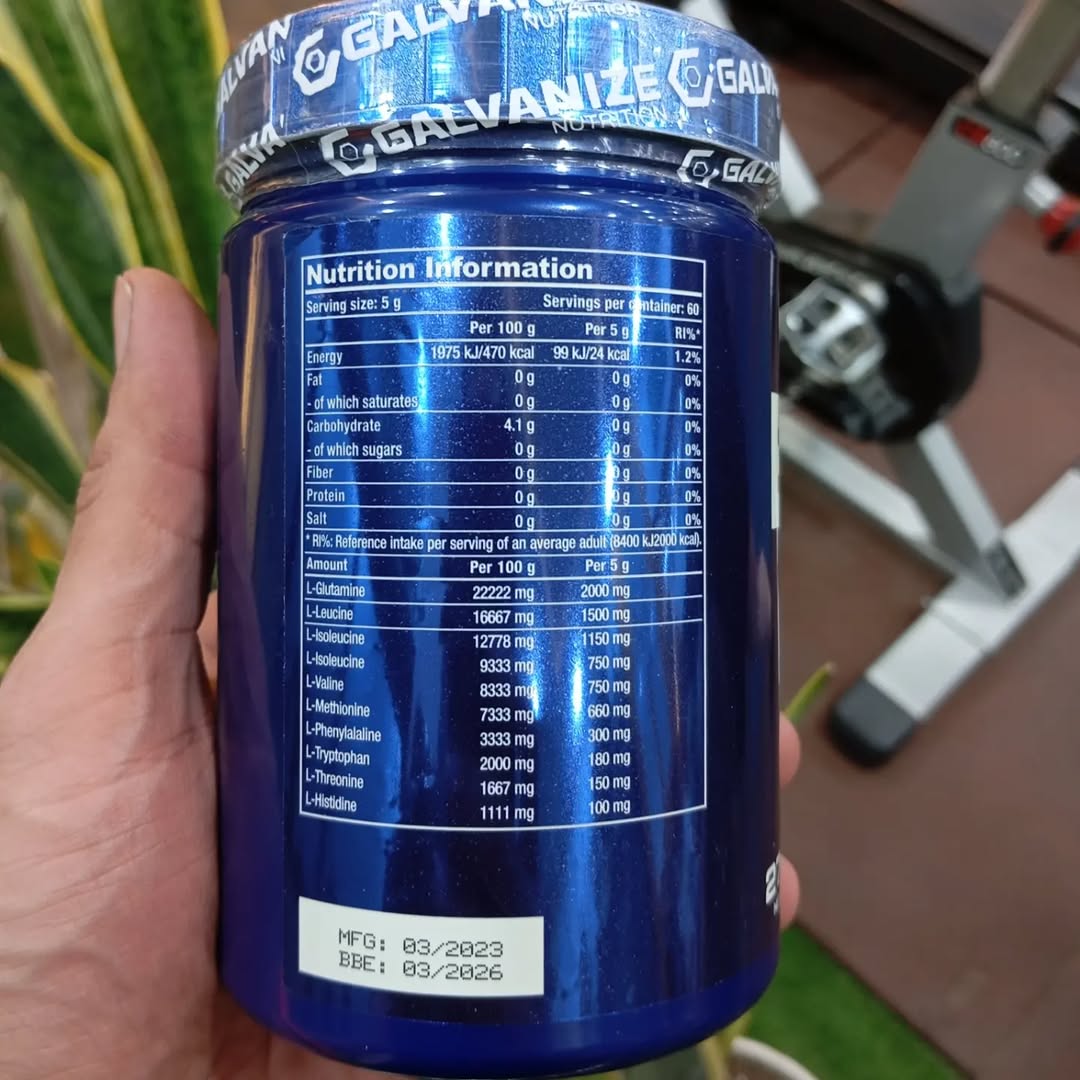 GALVANIZE
NUTRITION
GALVANIZE
NUTRITION
Nutrition Information
Serving size: 5 g Servings per container: 60
Per 100 g Per 5 g RI%*
Energy 1975 kJ/470 kcal 99 kJ/24 kcal 1.2%
Fat 0 g 0 g 0%
- of which saturates 0 g 0 g 0%
Carbohydrate 4.1 g 0 g 0%
- of which sugars 0 g 0 g 0%
Fiber 0 g 0 g 0%
Protein 0 g 0 g 0%
Salt 0 g 0 g 0%
* RI%: Reference intake per serving of an average adult (8400 kJ2000 kcal).
Amount Per 100 g Per 5 g
L-Glutamine 22222 mg 2000 mg
L-Leucine 16667 mg 1500 mg
L-Isoleucine 12778 mg 1150 mg
L-Isoleucine 9333 mg 750 mg
L-Valine 8333 mg 750 mg
L-Methionine 7333 mg 660 mg
L-Phenylalaline 3333 mg 300 mg
L-Tryptophan 2000 mg 180 mg
L-Threonine 1667 mg 150 mg
L-Histidine 1111 mg 100 mg
MFG: 03/2023
BBE: 03/2026